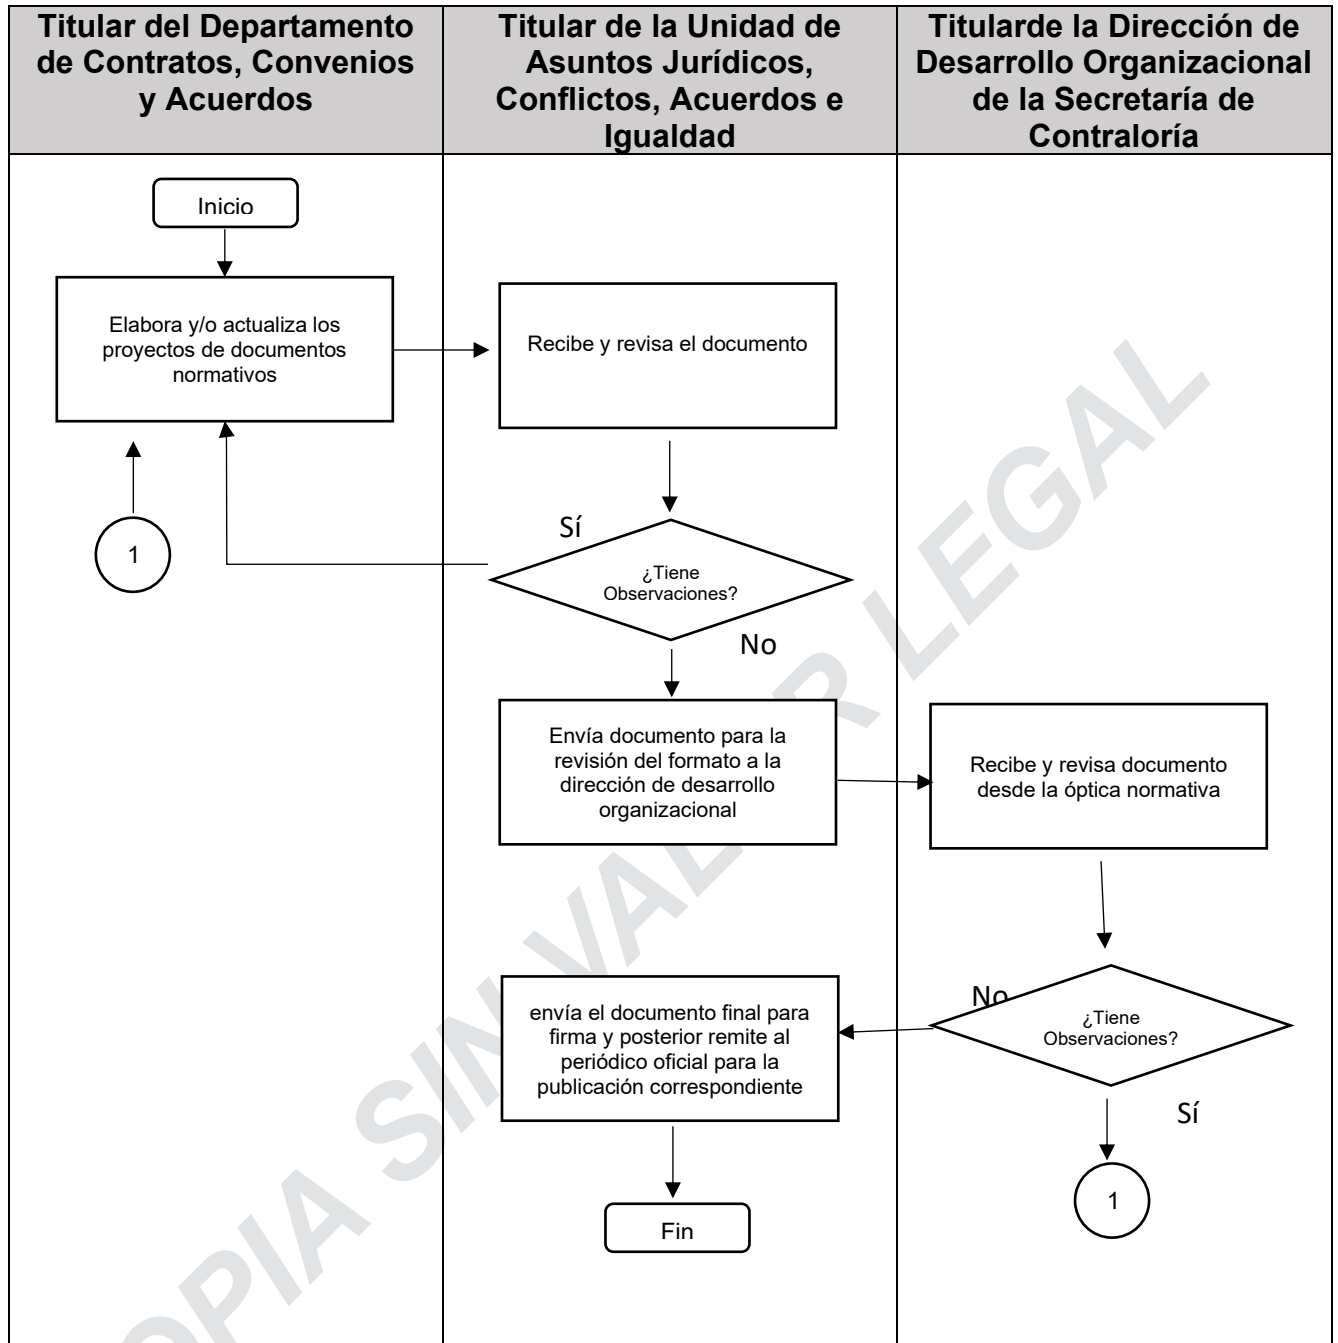 Titular del Departamento
de Contratos, Convenios
y Acuerdos
Titular de la Unidad de
Asuntos Jurídicos,
Conflictos, Acuerdos e
Igualdad
Titularde la Dirección de
Desarrollo Organizacional
de la Secretaría de
Contraloría
Inicio
Elabora y/o actualiza los
proyectos de documentos
normativos
Recibe y revisa el documento
1
Sí
¿Tiene
Observaciones?
No
Envía documento para la
revisión del formato a la
dirección de desarrollo
organizacional
Recibe y revisa documento
desde la óptica normativa
No
¿Tiene
Observaciones?
envía el documento final para
firma y posterior remite al
periódico oficial para la
publicación correspondiente
Sí
1
Fin
OPIA SIN VALOR LEGAL